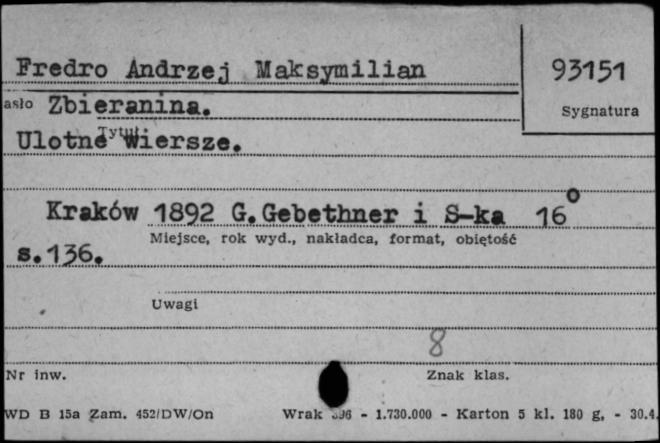 Fredro Andrzej Maksymilian
93151
asło Zbieranina.
Sygnatura
Tytuł
Ulotne wiersze.
Kraków 1892 G.Gebethner i S-ka 16°
Miejsce, rok wyd., nakładca, format, objętość
s.136.
Uwagi
8
Nr inw.
Znak klas.
WD B 15a Zam. 452/DW/On Wrak 396 - 1.730.000 - Karton 5 kl. 180 g, - 30.4.